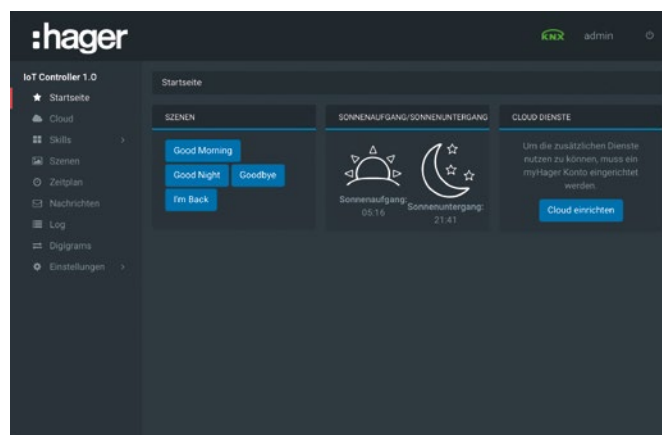 :hager
KNX
admin
IoT Controller 1.0
Startseite
Cloud
Skills
Szenen
Zeitplan
Nachrichten
Log
Digigrams
Einstellungen
Startseite
SZENEN
Good Morning
Good Night
Goodbye
I'm Back
SONNENAUFGANG/SONNENUNTERGANG
Sonnenaufgang:
05:16
Sonnenuntergang:
21:41
CLOUD DIENSTE
Um die zusätzlichen Dienste
nutzen zu können, muss ein
myHager Konto eingerichtet
werden.
Cloud einrichten